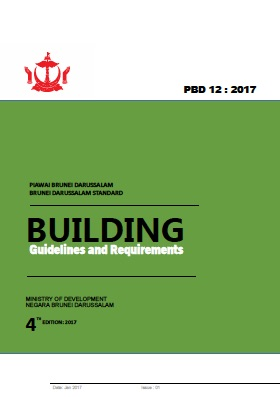 PBD 12 : 2017
PIAWAI BRUNEI DARUSSALAM
BRUNEI DARUSSALAM STANDARD
BUILDING
Guidelines and Requirements
MINISTRY OF DEVELOPMENT
NEGARA BRUNEI DARUSSALAM
4TH EDITION: 2017
Date: Jan 2017 Issue : 01